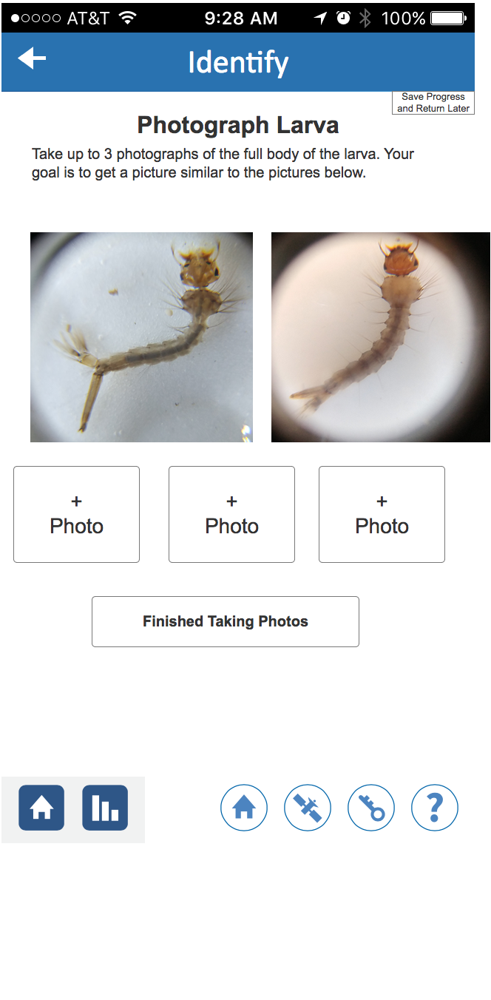 AT&T 9:28 AM 100%
Identify
Save Progress
and Return Later
Photograph Larva
Take up to 3 photographs of the full body of the larva. Your
goal is to get a picture similar to the pictures below.
+ + +
Photo Photo Photo
Finished Taking Photos
?